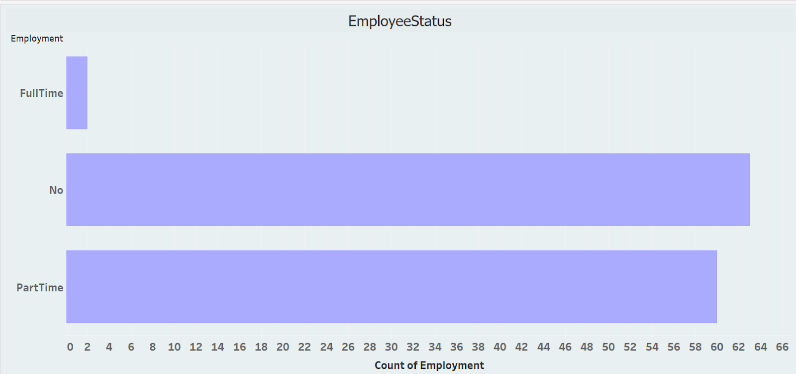 EmployeeStatus
Employment
FullTime
No
PartTime
0 2 4 6 8 10 12 14 16 18 20 22 24 26 28 30 32 34 36 38 40 42 44 46 48 50 52 54 56 58 60 62 64 66
Count of Employment